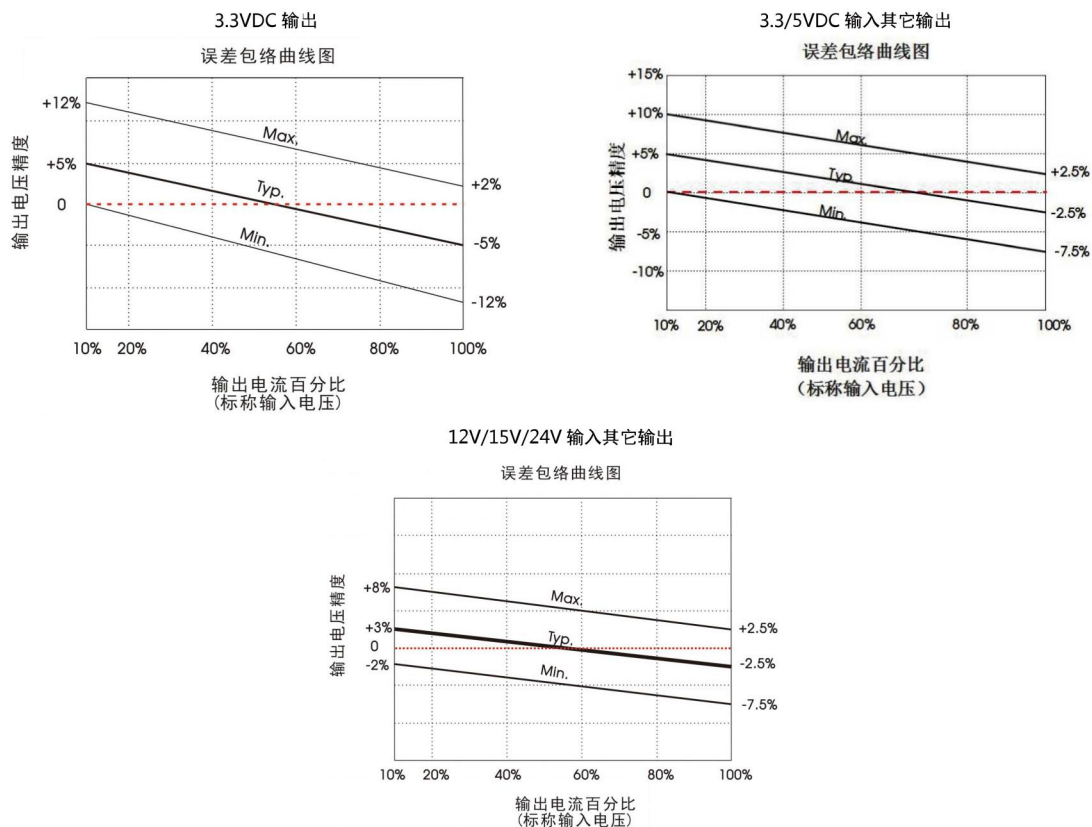 3.3VDC 输出
误差包络曲线图
+12%
+5%
0
输出电压精度
Max.
Typ.
Min.
+2%
-5%
-12%
10% 20% 40% 60% 80% 100%
输出电流百分比
(标称输入电压)
3.3/5VDC 输入其它输出
误差包络曲线图
+15%
+10%
+5%
0
-5%
-10%
输出电压精度
Max.
Typ.
Min.
+2.5%
-2.5%
-7.5%
10% 20% 40% 60% 80% 100%
输出电流百分比
(标称输入电压)
12V/15V/24V 输入其它输出
误差包络曲线图
+8%
+3%
0
-2%
输出电压精度
Max.
Typ.
Min.
+2.5%
-2.5%
-7.5%
10% 20% 40% 60% 80% 100%
输出电流百分比
(标称输入电压)